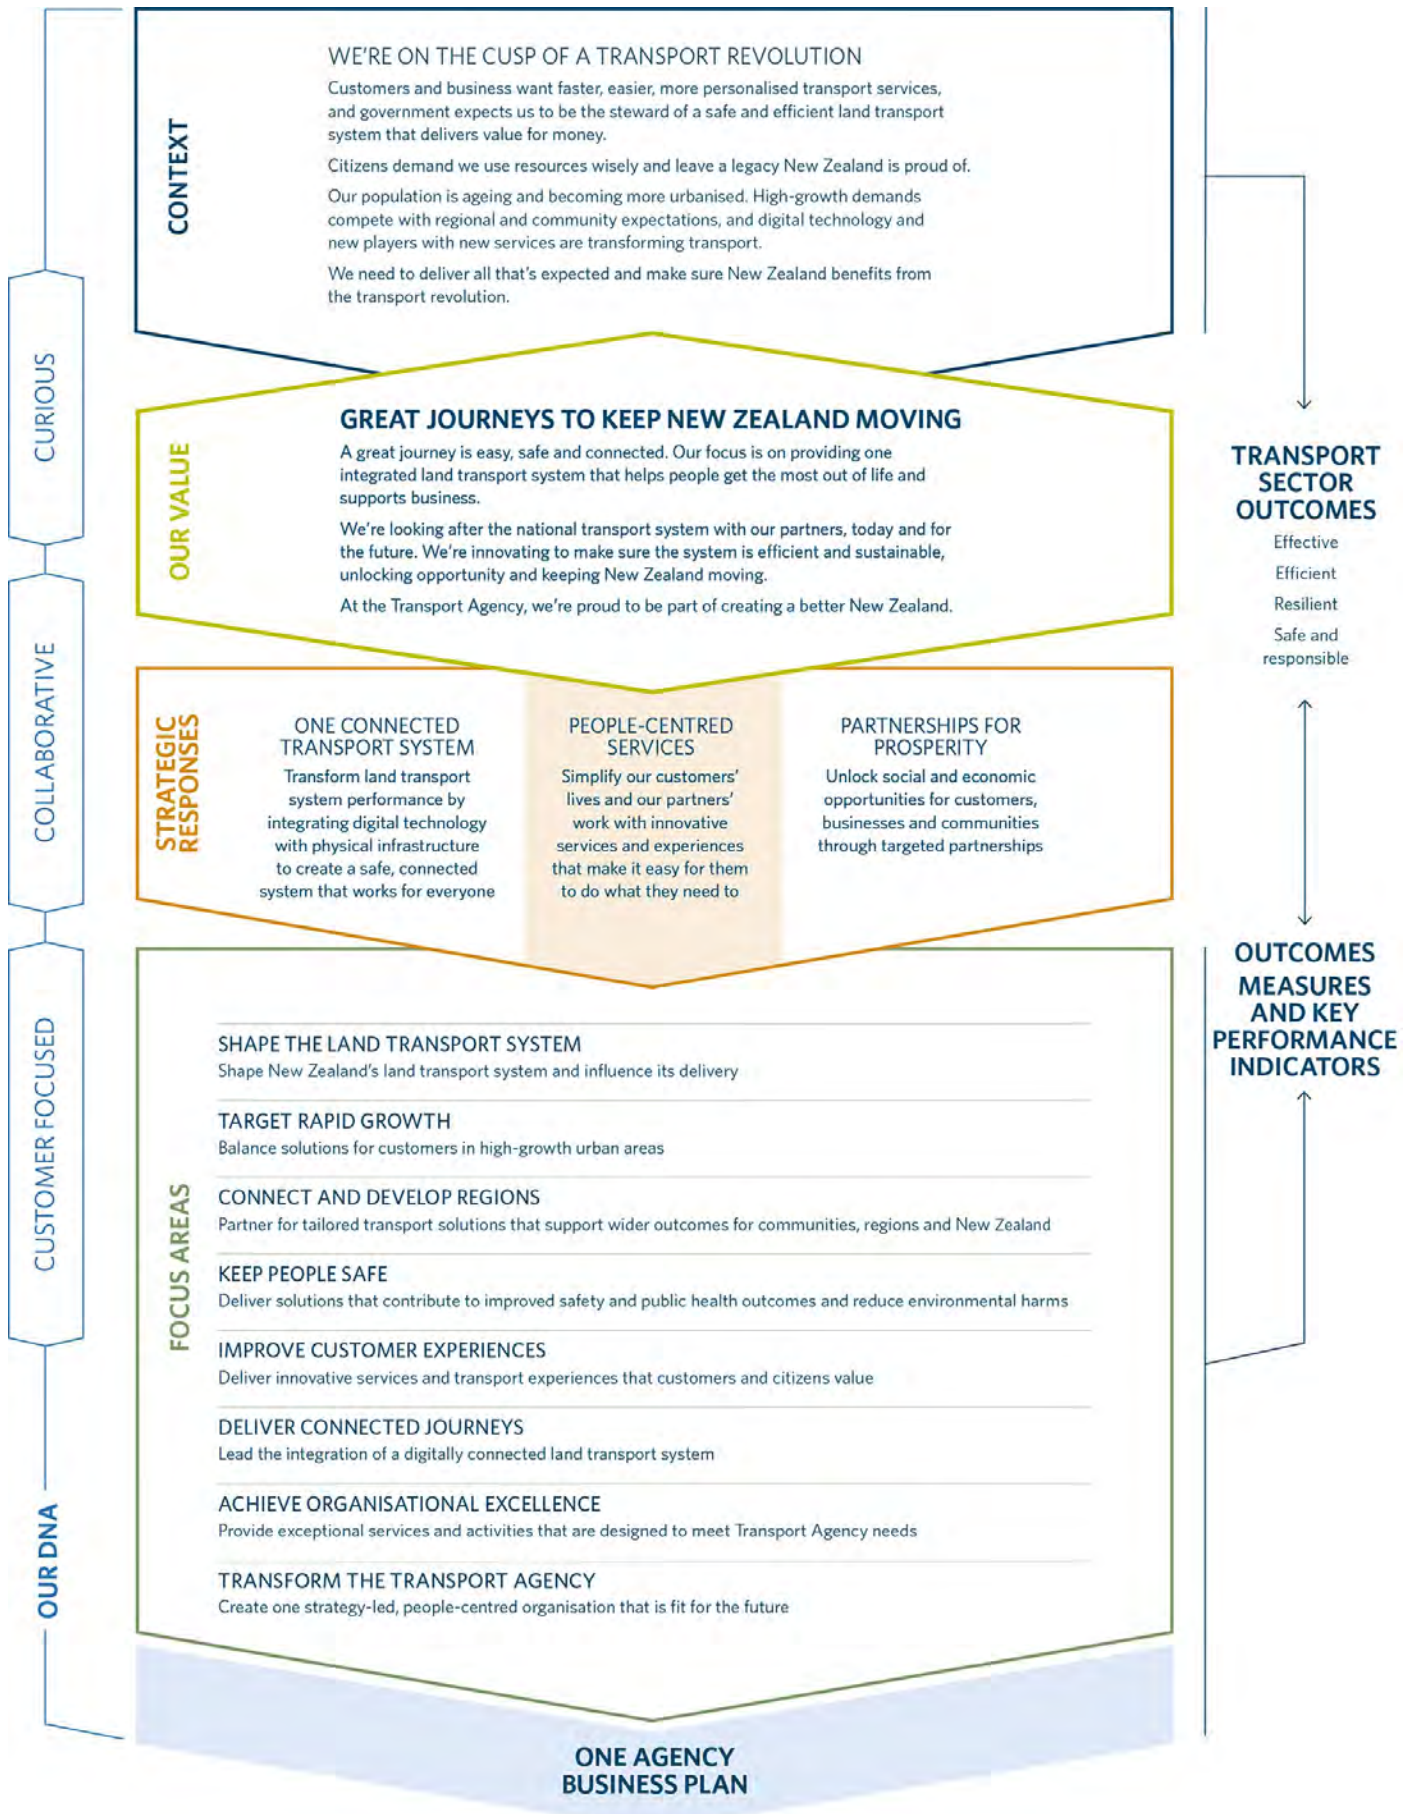 CONTEXT
WE'RE ON THE CUSP OF A TRANSPORT REVOLUTION
Customers and business want faster, easier, more personalised transport services,
and government expects us to be the steward of a safe and efficient land transport
system that delivers value for money.
Citizens demand we use resources wisely and leave a legacy New Zealand is proud of.
Our population is ageing and becoming more urbanised. High-growth demands
compete with regional and community expectations, and digital technology and
new players with new services are transforming transport.
We need to deliver all that's expected and make sure New Zealand benefits from
the transport revolution.
OUR VALUE
GREAT JOURNEYS TO KEEP NEW ZEALAND MOVING
A great journey is easy, safe and connected. Our focus is on providing one
integrated land transport system that helps people get the most out of life and
supports business.
We're looking after the national transport system with our partners, today and for
the future. We're innovating to make sure the system is efficient and sustainable,
unlocking opportunity and keeping New Zealand moving.
At the Transport Agency, we're proud to be part of creating a better New Zealand.
STRATEGIC
RESPONSES
ONE CONNECTED
TRANSPORT SYSTEM
Transform land transport
system performance by
integrating digital technology
with physical infrastructure
to create a safe, connected
system that works for everyone
PEOPLE-CENTRED
SERVICES
Simplify our customers'
lives and our partners'
work with innovative
services and experiences
that make it easy for them
to do what they need to
PARTNERSHIPS FOR
PROSPERITY
Unlock social and economic
opportunities for customers,
businesses and communities
through targeted partnerships
FOCUS AREAS
SHAPE THE LAND TRANSPORT SYSTEM
Shape New Zealand's land transport system and influence its delivery
TARGET RAPID GROWTH
Balance solutions for customers in high-growth urban areas
CONNECT AND DEVELOP REGIONS
Partner for tailored transport solutions that support wider outcomes for communities, regions and New Zealand
KEEP PEOPLE SAFE
Deliver solutions that contribute to improved safety and public health outcomes and reduce environmental harms
IMPROVE CUSTOMER EXPERIENCES
Deliver innovative services and transport experiences that customers and citizens value
DELIVER CONNECTED JOURNEYS
Lead the integration of a digitally connected land transport system
ACHIEVE ORGANISATIONAL EXCELLENCE
Provide exceptional services and activities that are designed to meet Transport Agency needs
TRANSFORM THE TRANSPORT AGENCY
Create one strategy-led, people-centred organisation that is fit for the future
ONE AGENCY
BUSINESS PLAN
CURIOUS
COLLABORATIVE
CUSTOMER FOCUSED
OUR DNA
TRANSPORT
SECTOR
OUTCOMES
Effective
Efficient
Resilient
Safe and
responsible
OUTCOMES
MEASURES
AND KEY
PERFORMANCE
INDICATORS